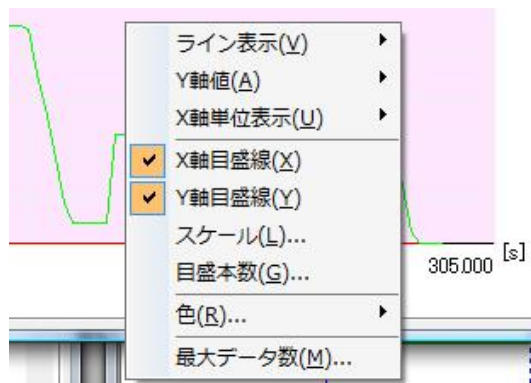 ライン表示(V)
Y軸値(A)
X軸単位表示(U)
X軸目盛線(X)
Y軸目盛線(Y)
スケール(L)...
目盛本数(G)...
305.000 [s]
色(R)...
最大データ数(M)...